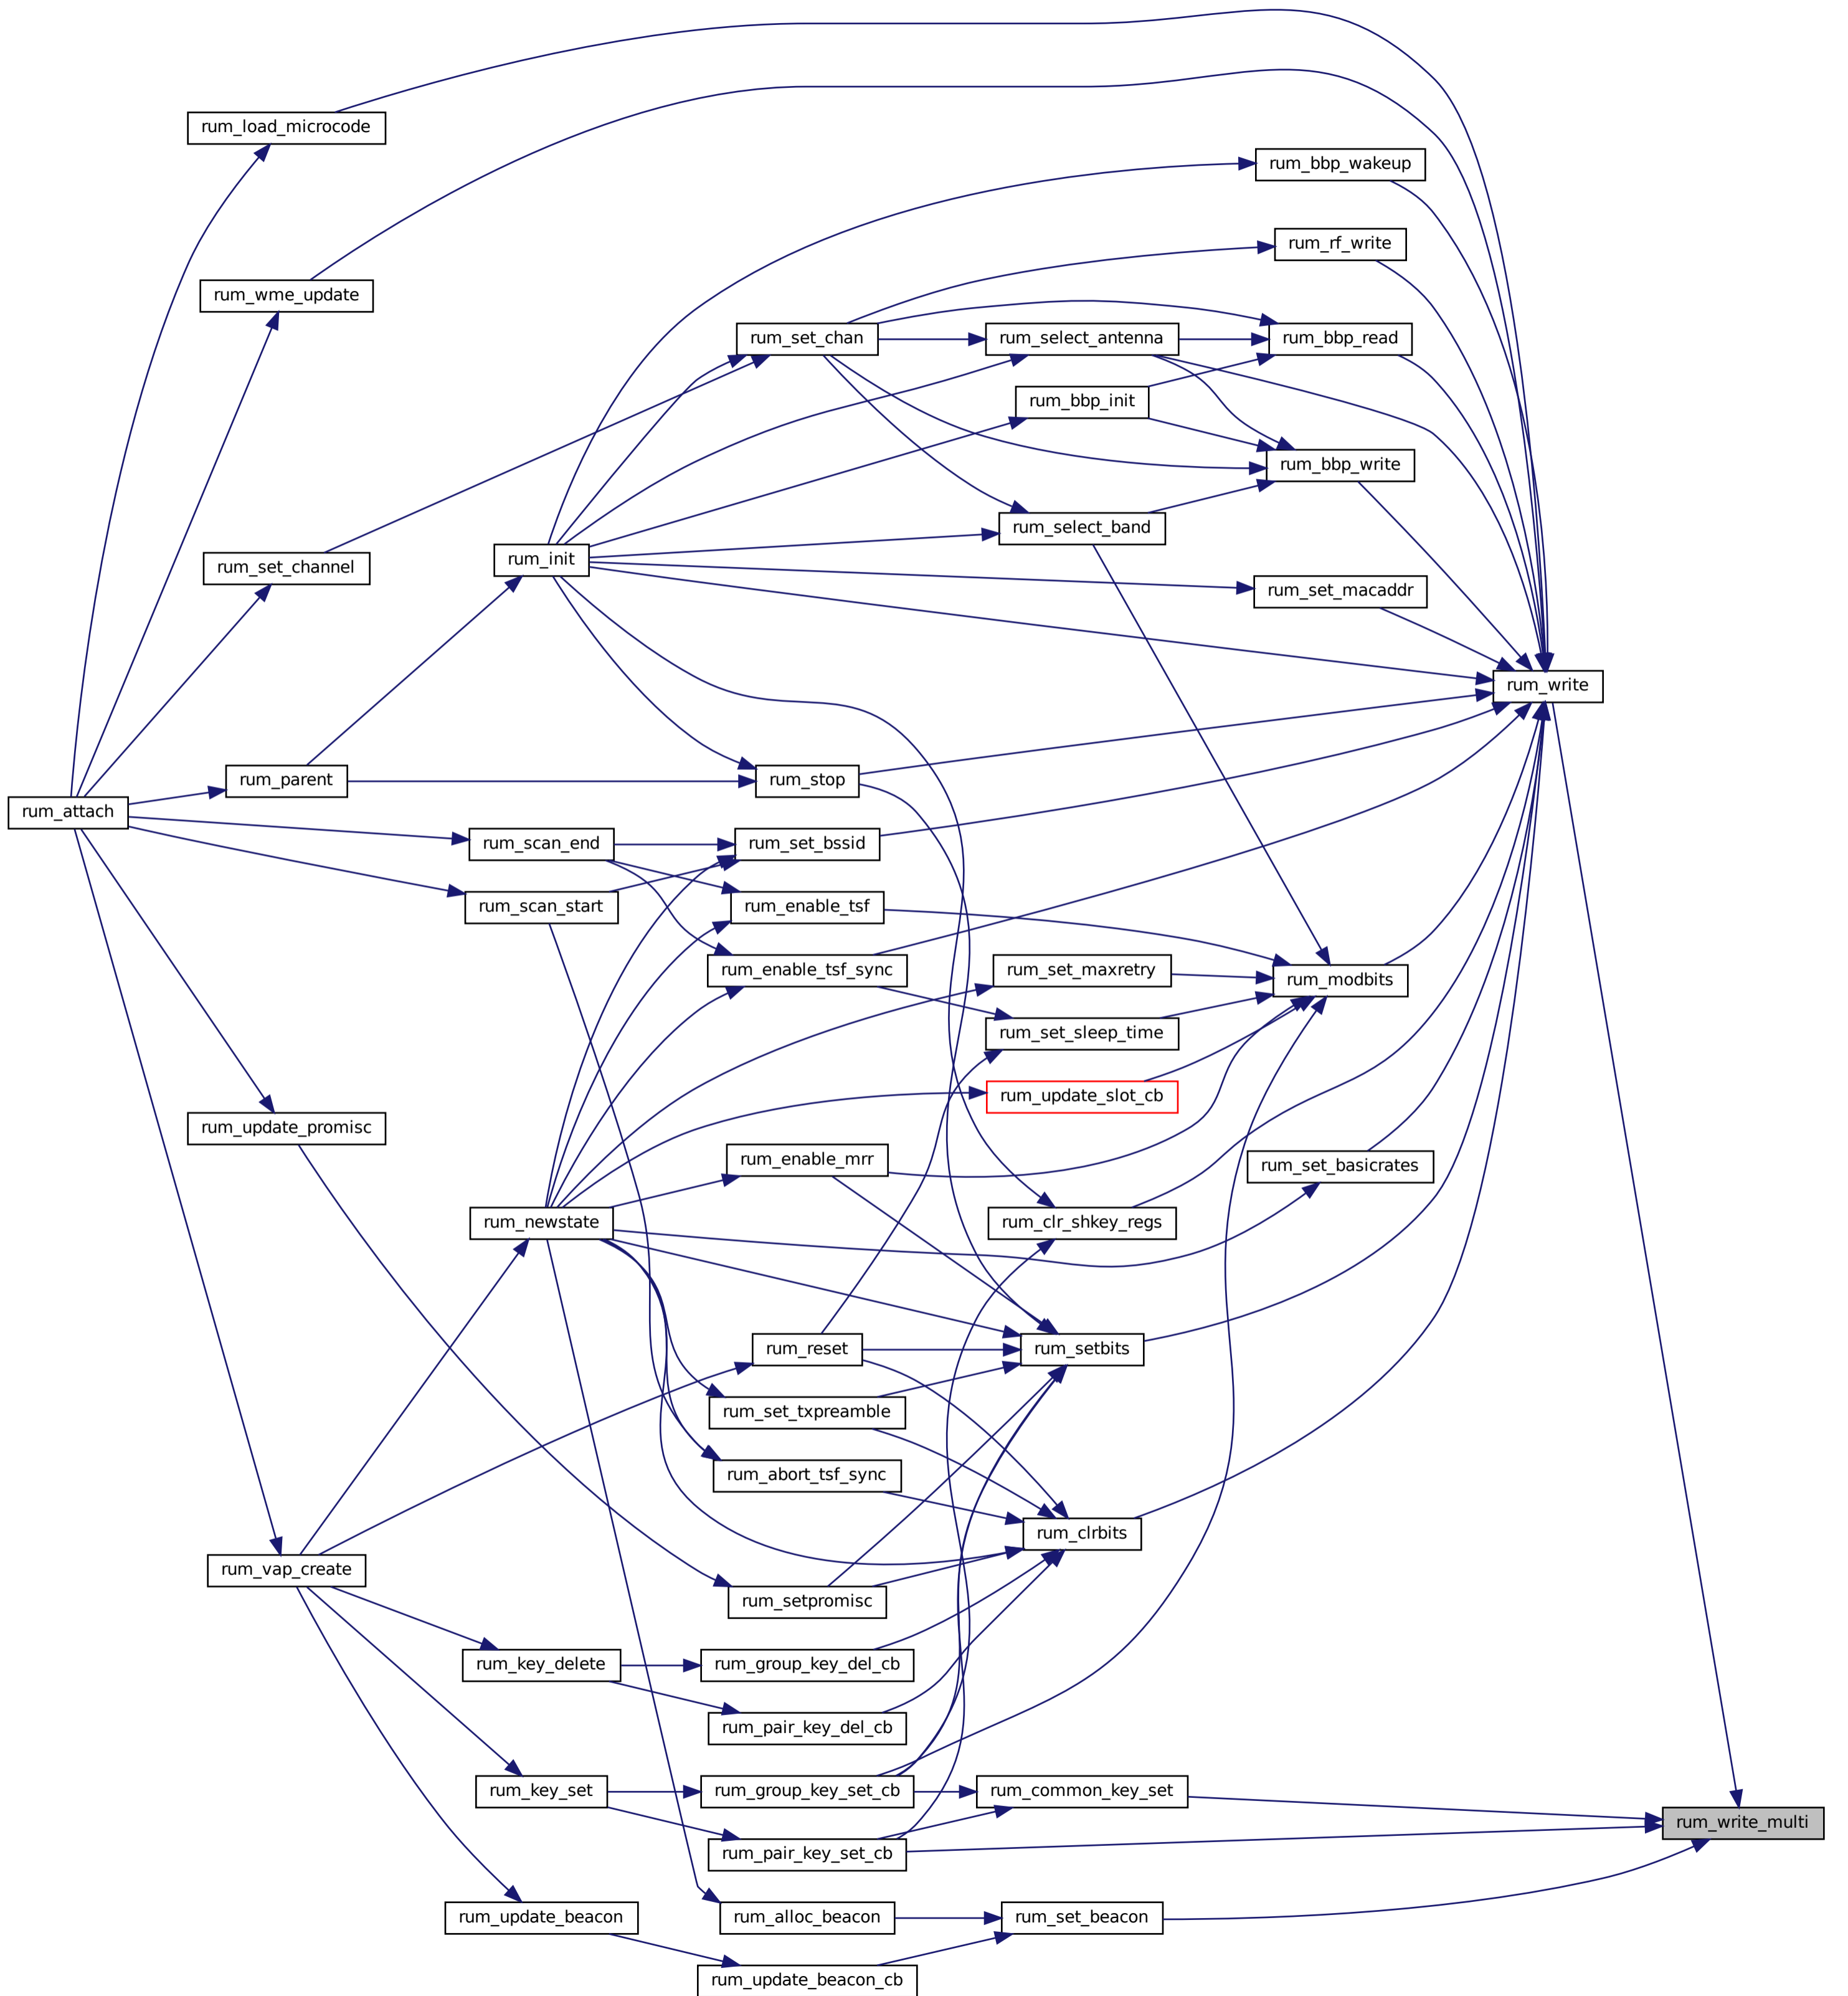 rum_load_microcode
rum_bbp_wakeup
rum_rf_write
rum_wme_update
rum_set_chan
rum_select_antenna
rum_bbp_read
rum_bbp_init
rum_bbp_write
rum_select_band
rum_init
rum_set_channel
rum_set_macaddr
rum_write
rum_parent
rum_stop
rum_attach
rum_scan_end
rum_set_bssid
rum_scan_start
rum_enable_tsf
rum_enable_tsf_sync
rum_set_maxretry
rum_modbits
rum_set_sleep_time
rum_update_slot_cb
rum_update_promisc
rum_enable_mrr
rum_set_basicrates
rum_newstate
rum_clr_shkey_regs
rum_reset
rum_setbits
rum_set_txpreamble
rum_abort_tsf_sync
rum_clrbits
rum_vap_create
rum_setpromisc
rum_key_delete
rum_group_key_del_cb
rum_pair_key_del_cb
rum_key_set
rum_group_key_set_cb
rum_common_key_set
rum_write_multi
rum_pair_key_set_cb
rum_update_beacon
rum_alloc_beacon
rum_set_beacon
rum_update_beacon_cb